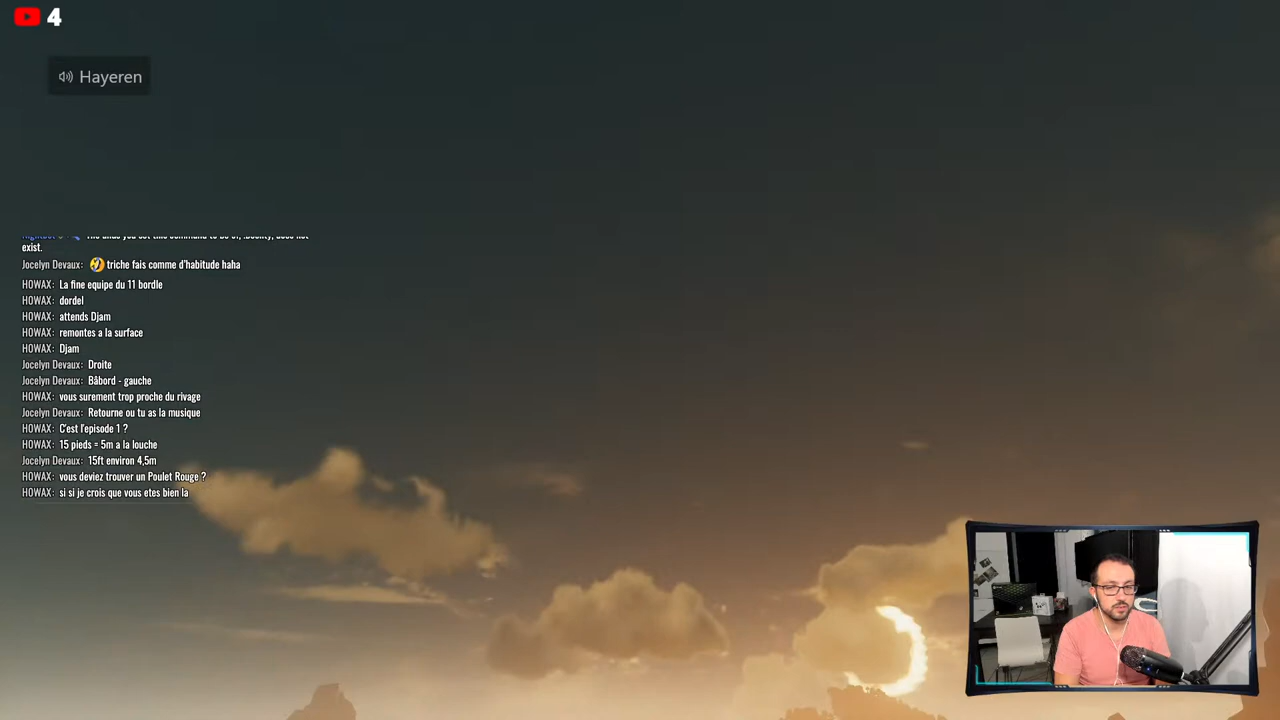 4
Hayeren
exist.
Jocelyn Devaux: triche fais comme d'habitude haha
HOWAX: La fine equipe du 11 bordle
HOWAX: dordel
HOWAX: attends Djam
HOWAX: remontes a la surface
HOWAX: Djam
Jocelyn Devaux: Droite
Jocelyn Devaux: Bâbord - gauche
HOWAX: vous surement trop proche du rivage
Jocelyn Devaux: Retourne ou tu as la musique
HOWAX: C'est l'episode 1 ?
HOWAX: 15 pieds = 5m a la louche
Jocelyn Devaux: 15ft environ 4,5m
HOWAX: vous deviez trouver un Poulet Rouge ?
HOWAX: si si je crois que vous etes bien la